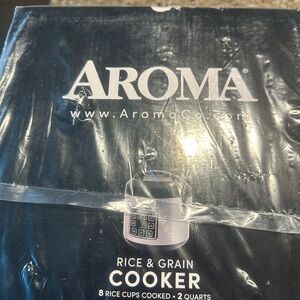 AROMA®
www.AromaCo.com
RICE & GRAIN
COOKER
8 RICE CUPS COOKED • 2 QUARTS